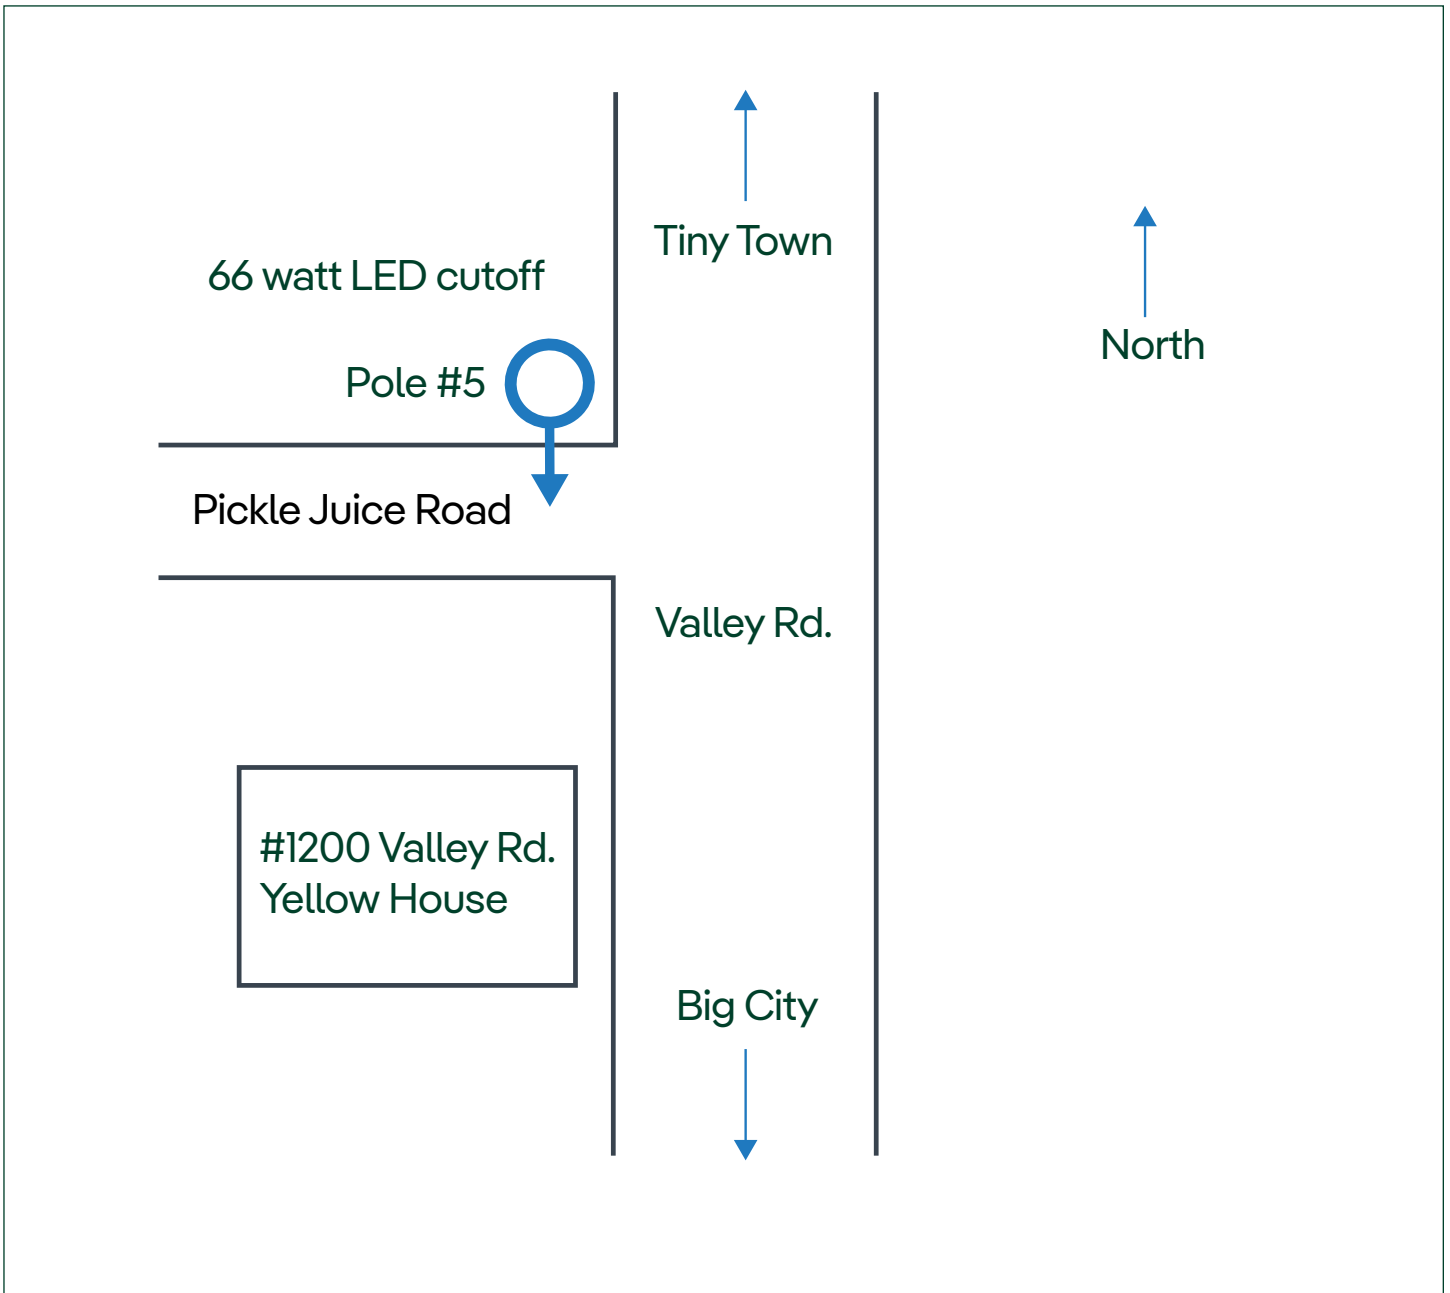 Tiny Town
66 watt LED cutoff
North
Pole #5
Pickle Juice Road
Valley Rd.
#1200 Valley Rd.
Yellow House
Big City